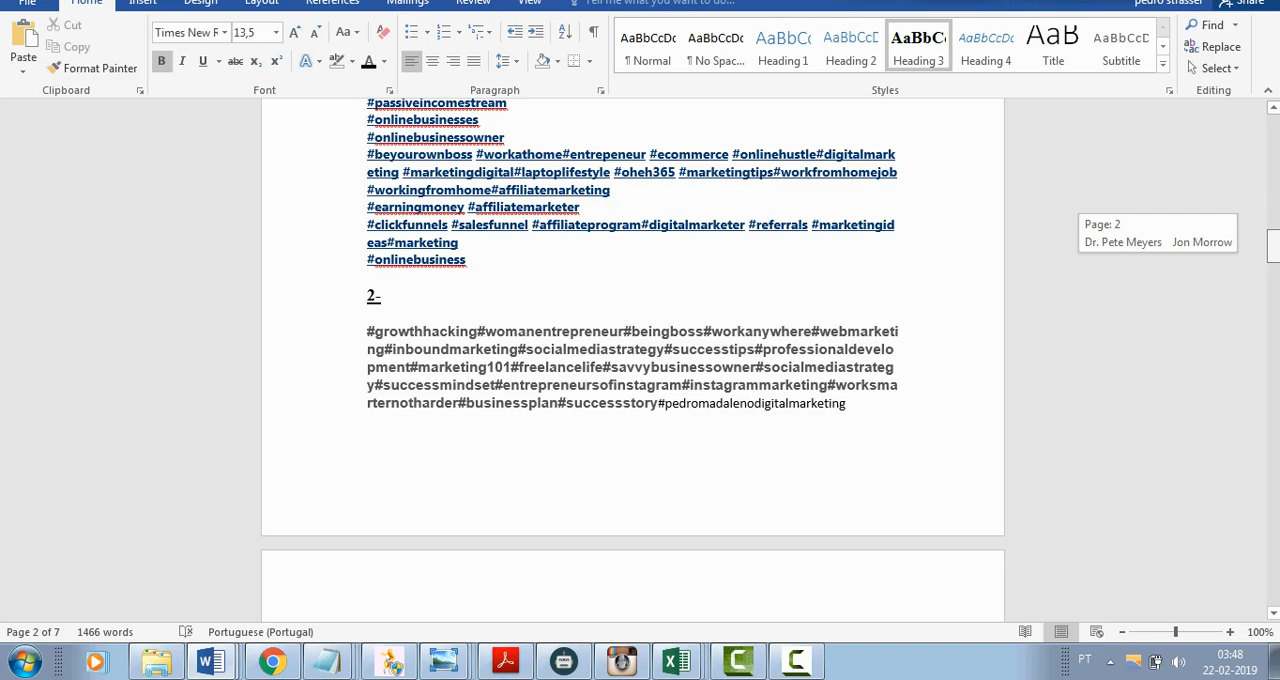 File Home Insert Design Layout References Mailings Review View Tell me what you want to do... pedro strasser Share
Paste
Cut
Copy
Format Painter
Clipboard
Times New R 13,5 Aa
B I U abc x₂ x² A A
Font
Paragraph
AaBbCcDc AaBbCcDc AaBbC AaBbCcD AaBbC AaBbCcDc AaB AaBbCcD
¶ Normal ¶ No Spac... Heading 1 Heading 2 Heading 3 Heading 4 Title Subtitle
Styles
Find
Replace
Select
Editing
#passiveincomestream
#onlinebusinesses
#onlinebusinessowner
#beyourownboss #workathome#entrepeneur #ecommerce #onlinehustle#digitalmark
eting #marketingdigital#laptoplifestyle #oheh365 #marketingtips#workfromhomejob
#workingfromhome#affiliatemarketing
#earningmoney #affiliatemarketer
#clickfunnels #salesfunnel #affiliateprogram#digitalmarketer #referrals #marketingid
eas#marketing
#onlinebusiness
2-
#growthhacking#womanentrepreneur#beingboss#workanywhere#webmarketi
ng#inboundmarketing#socialmediastrategy#successtips#professionaldevelo
pment#marketing101#freelancelife#savvybusinessowner#socialmediastrateg
y#successmindset#entrepreneursofinstagram#instagrammarketing#worksma
rternotharder#businessplan#successstory#pedromadalenodigitalmarketing
Page: 2
Dr. Pete Meyers Jon Morrow
Page 2 of 7 1466 words Portuguese (Portugal) 100%
PT 03:48
22-02-2019